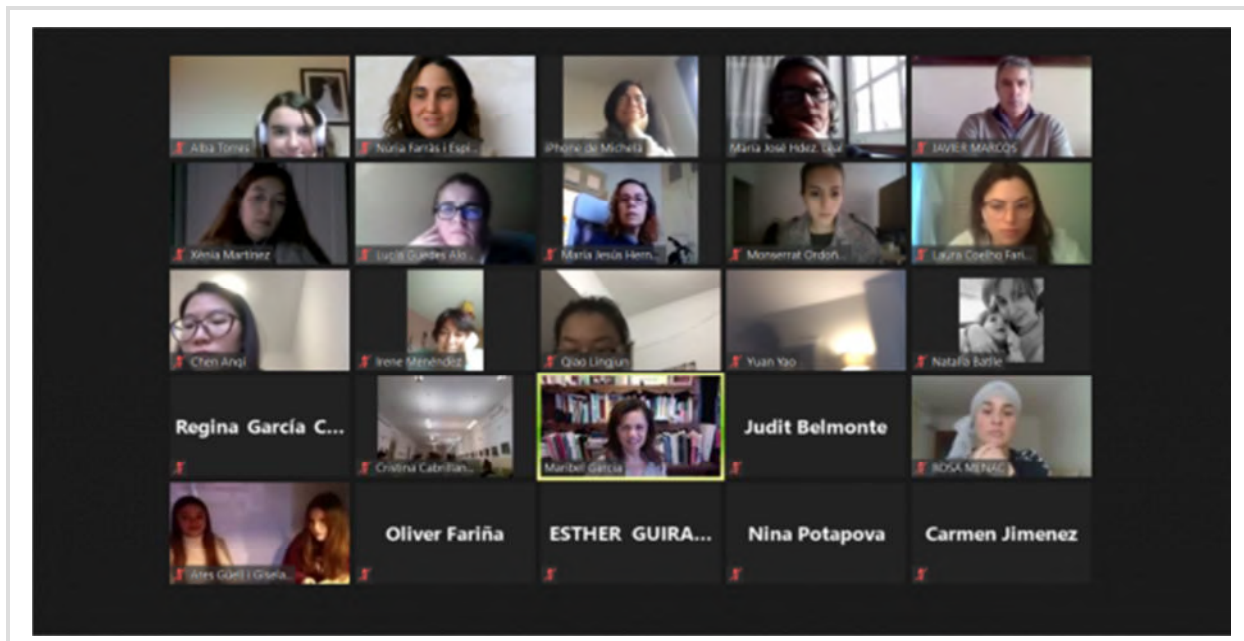 Alba Torres
Núria Farràs i Espi...
iPhone de Michela
María José Hdez. Leal
JAVIER MARCOS
Xènia Martínez
Lucía Guedes Alo...
María Jesús Hern...
Monserrat Ordoñ...
Laura Coelho Fari...
Chen Anqi
Irene Menéndez
Qiao Lingjun
Yuan Yao
Natalia Batlle
Regina García C...
Cristina Cabrillan...
Maribel García
Judit Belmonte
ROSA MENAC
Ares Güell i Gisela...
Oliver Fariña
ESTHER GUIRA...
Nina Potapova
Carmen Jimenez